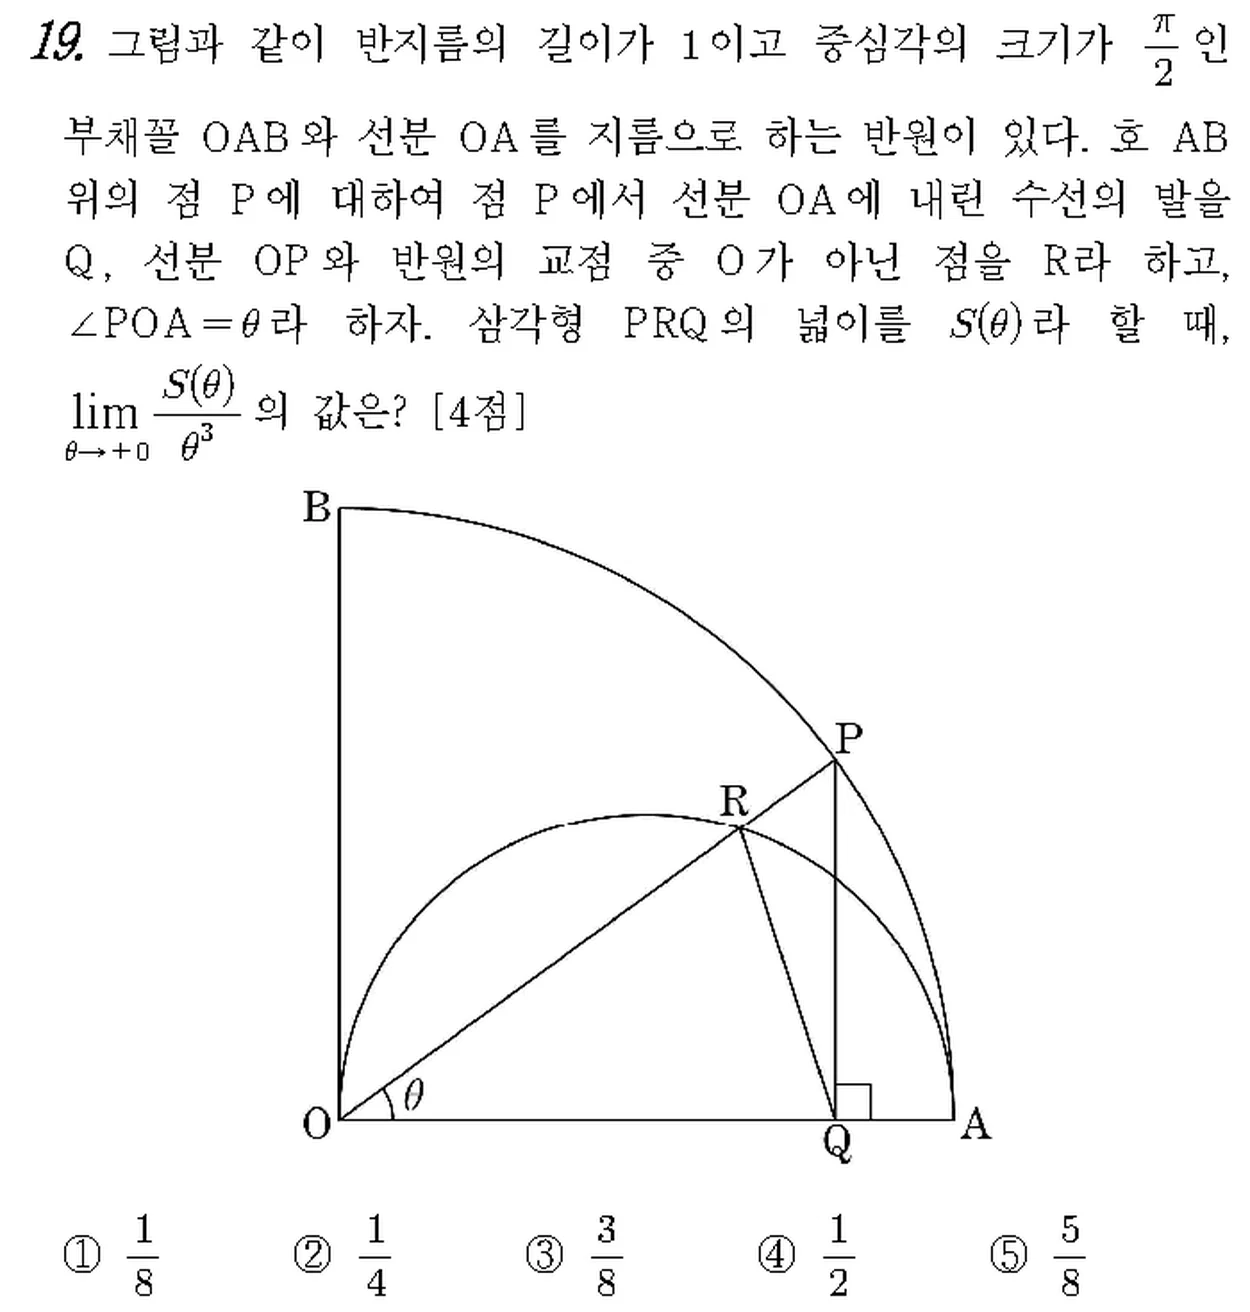 19. 그림과 같이 반지름의 길이가 1이고 중심각의 크기가 π/2 인
부채꼴 OAB와 선분 OA를 지름으로 하는 반원이 있다. 호 AB
위의 점 P에 대하여 점 P에서 선분 OA에 내린 수선의 발을
Q, 선분 OP와 반원의 교점 중 O가 아닌 점을 R라 하고,
∠POA=θ라 하자. 삼각형 PRQ의 넓이를 S(θ)라 할 때,
lim θ→+0 S(θ)/θ³ 의 값은? [4점]
B
P
R
θ
O
Q
A
① 1/8 ② 1/4 ③ 3/8 ④ 1/2 ⑤ 5/8